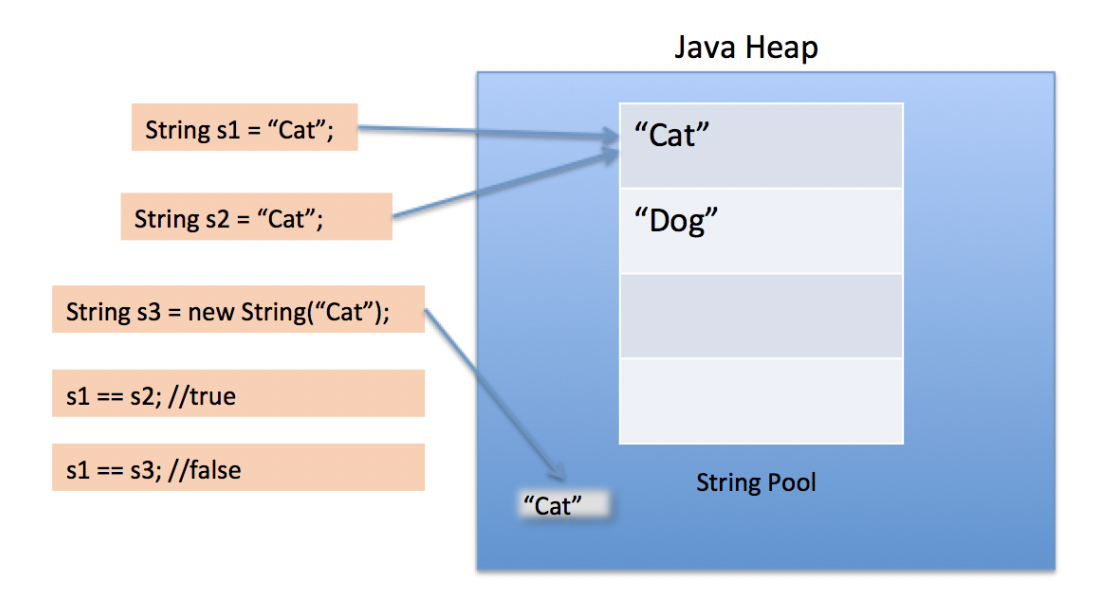 Java Heap
String s1 = “Cat”;
“Cat”
String s2 = “Cat”;
“Dog”
String s3 = new String(“Cat”);
s1 == s2; //true
s1 == s3; //false
String Pool
“Cat”